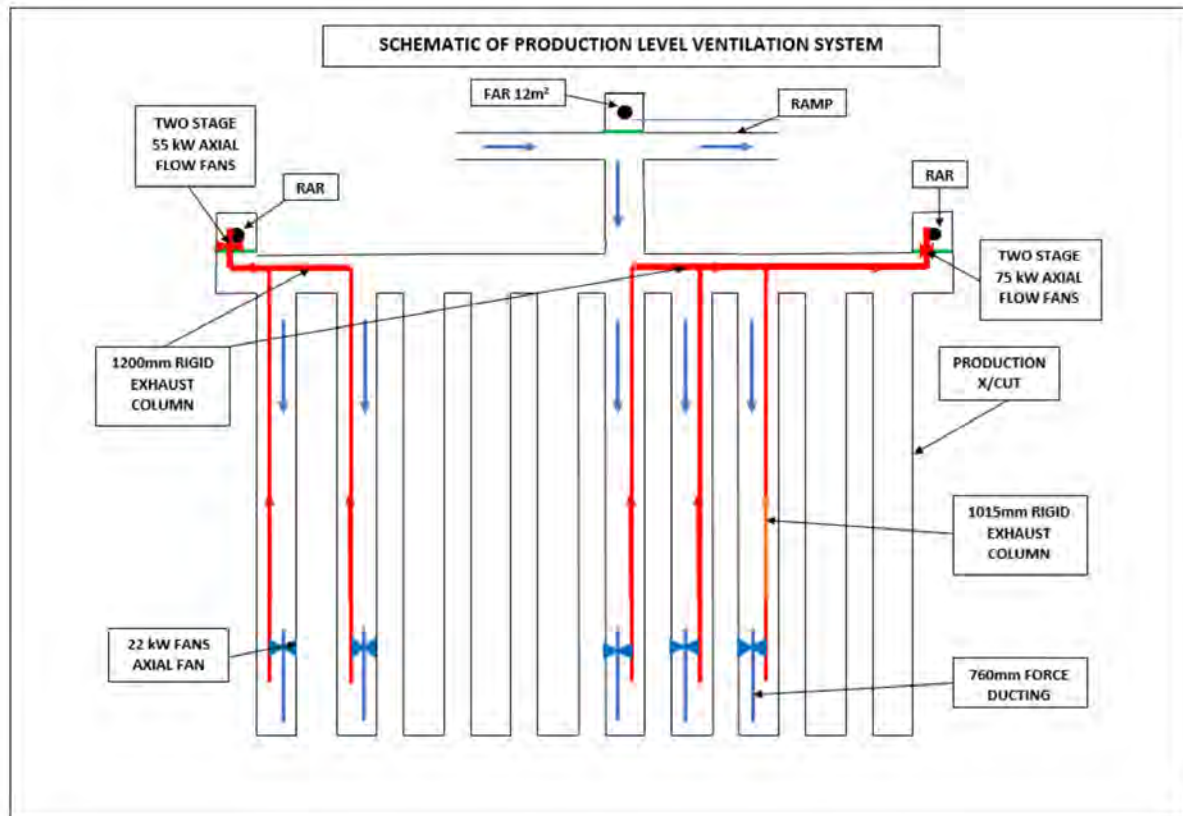 SCHEMATIC OF PRODUCTION LEVEL VENTILATION SYSTEM
FAR 12m²
RAMP
TWO STAGE
55 kW AXIAL
FLOW FANS
RAR
RAR
TWO STAGE
75 kW AXIAL
FLOW FANS
1200mm RIGID
EXHAUST
COLUMN
PRODUCTION
X/CUT
1015mm RIGID
EXHAUST
COLUMN
22 kW FANS
AXIAL FAN
760mm FORCE
DUCTING